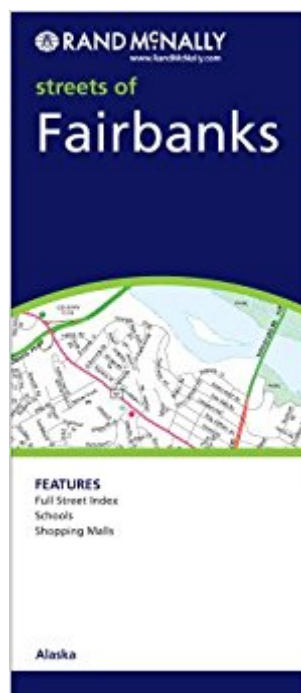 RAND McNALLY
www.RandMcNally.com
streets of
Fairbanks
FEATURES
Full Street Index
Schools
Shopping Malls
Alaska